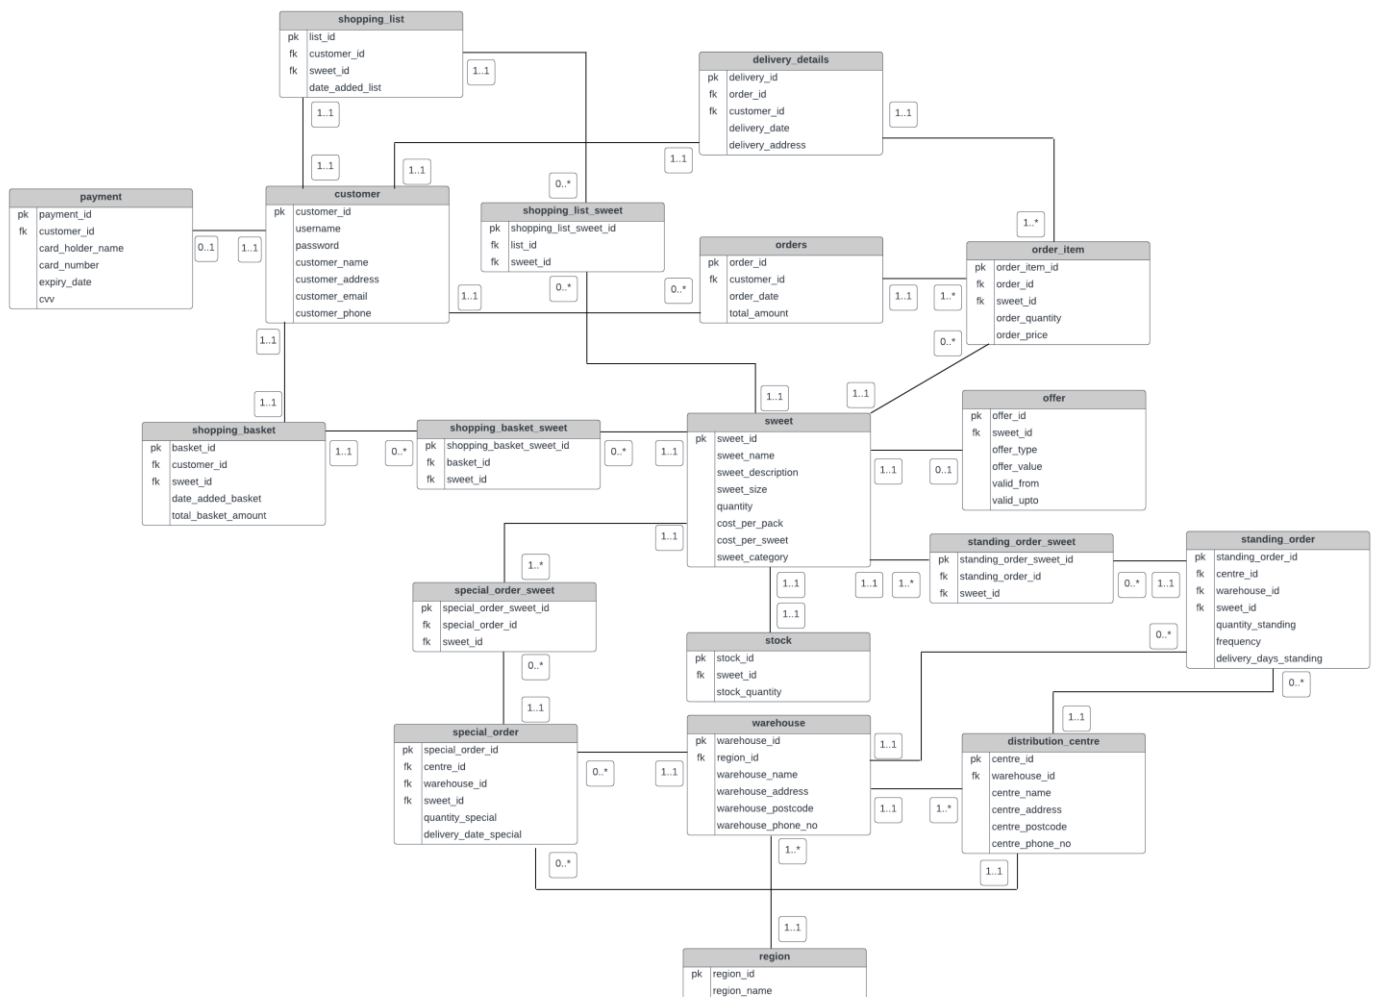 shopping_list
pk list_id
fk customer_id
fk sweet_id
date_added_list
1..1
1..1
1..1
delivery_details
pk delivery_id
fk order_id
fk customer_id
delivery_date
delivery_address
1..1
1..1
1..1
1..*
payment
pk payment_id
fk customer_id
card_holder_name
card_number
expiry_date
cvv
0..1
1..1
customer
pk customer_id
username
password
customer_name
customer_address
customer_email
customer_phone
1..1
1..1
0..*
shopping_list_sweet
pk shopping_list_sweet_id
fk list_id
fk sweet_id
0..*
0..*
orders
pk order_id
fk customer_id
order_date
total_amount
1..1
1..*
order_item
pk order_item_id
fk order_id
fk sweet_id
order_quantity
order_price
0..*
1..1
1..1
1..1
shopping_basket
pk basket_id
fk customer_id
fk sweet_id
date_added_basket
total_basket_amount
1..1
0..*
shopping_basket_sweet
pk shopping_basket_sweet_id
fk basket_id
fk sweet_id
0..*
1..1
sweet
pk sweet_id
sweet_name
sweet_description
sweet_size
quantity
cost_per_pack
cost_per_sweet
sweet_category
1..1
0..1
offer
pk offer_id
fk sweet_id
offer_type
offer_value
valid_from
valid_upto
1..1
1..*
1..1
1..1
1..1
1..*
standing_order_sweet
pk standing_order_sweet_id
fk standing_order_id
fk sweet_id
0..*
1..1
standing_order
pk standing_order_id
fk centre_id
fk warehouse_id
fk sweet_id
quantity_standing
frequency
delivery_days_standing
0..*
0..*
special_order_sweet
pk special_order_sweet_id
fk special_order_id
fk sweet_id
0..*
1..1
stock
pk stock_id
fk sweet_id
stock_quantity
special_order
pk special_order_id
fk centre_id
fk warehouse_id
fk sweet_id
quantity_special
delivery_date_special
0..*
1..1
0..*
warehouse
pk warehouse_id
fk region_id
warehouse_name
warehouse_address
warehouse_postcode
warehouse_phone_no
1..1
1..1
1..*
1..*
1..1
distribution_centre
pk centre_id
fk warehouse_id
centre_name
centre_address
centre_postcode
centre_phone_no
1..1
1..1
region
pk region_id
region_name